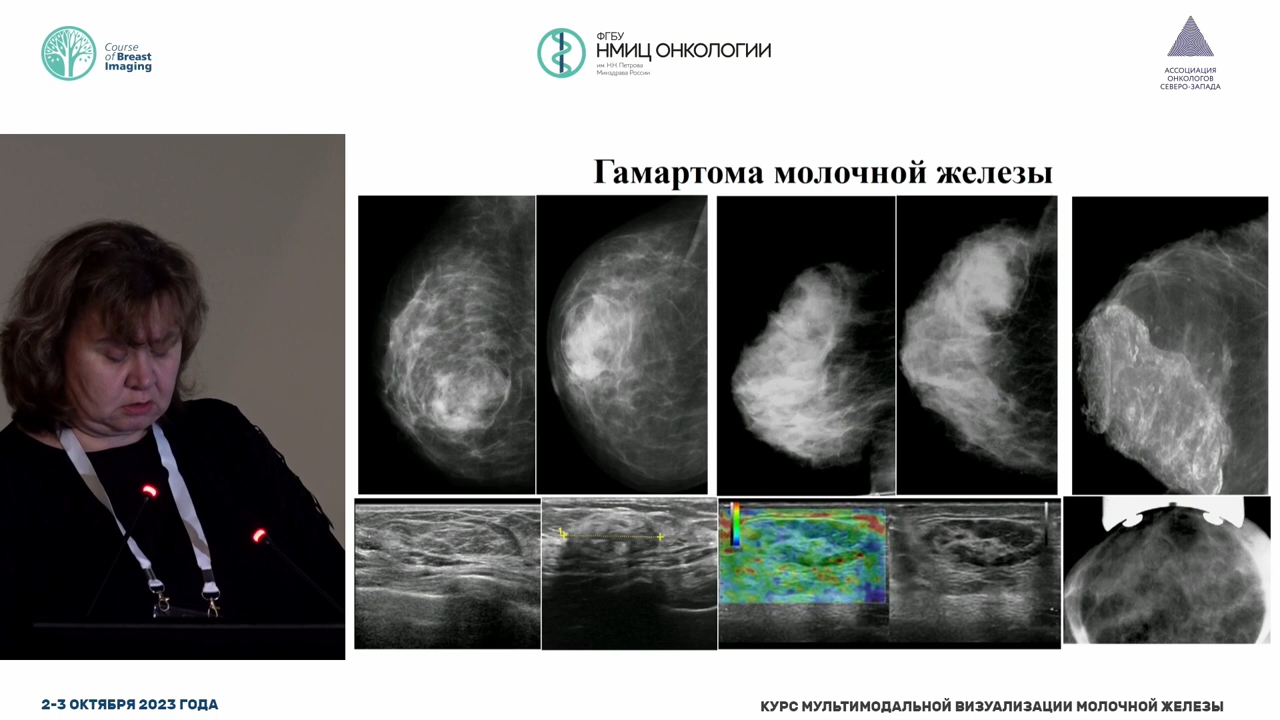 Course
of Breast
Imaging
ФГБУ
НМИЦ ОНКОЛОГИИ
им. Н.Н. Петрова
Минздрава России
АССОЦИАЦИЯ
ОНКОЛОГОВ
СЕВЕРО-ЗАПАДА
Гамартома молочной железы
2-3 ОКТЯБРЯ 2023 ГОДА
КУРС МУЛЬТИМОДАЛЬНОЙ ВИЗУАЛИЗАЦИИ МОЛОЧНОЙ ЖЕЛЕЗЫ